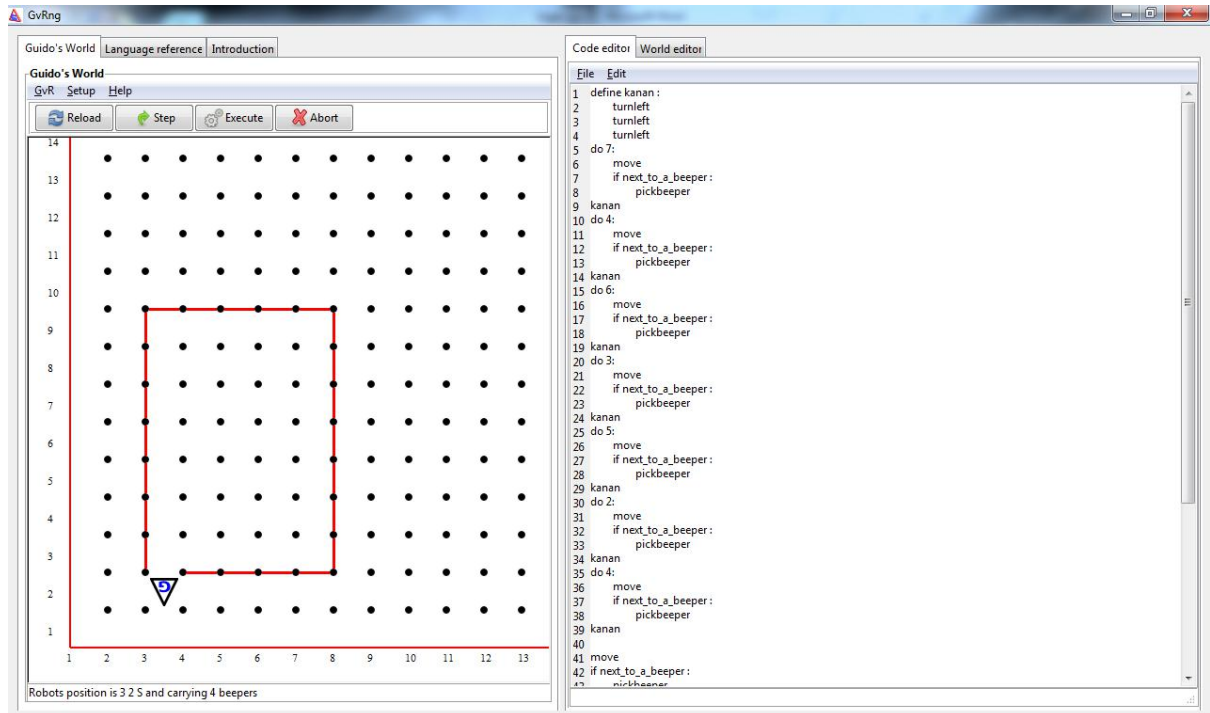 GvRng
Guido's World Language reference Introduction
Guido's World
GvR Setup Help
Reload Step Execute Abort
14
13
12
11
10
9
8
7
6
5
4
3
2
1
G
1 2 3 4 5 6 7 8 9 10 11 12 13
Robots position is 3 2 S and carrying 4 beepers
Code editor World editor
File Edit
1 define kanan :
2 turnleft
3 turnleft
4 turnleft
5 do 7:
6 move
7 if next_to_a_beeper :
8 pickbeeper
9 kanan
10 do 4:
11 move
12 if next_to_a_beeper :
13 pickbeeper
14 kanan
15 do 6:
16 move
17 if next_to_a_beeper :
18 pickbeeper
19 kanan
20 do 3:
21 move
22 if next_to_a_beeper :
23 pickbeeper
24 kanan
25 do 5:
26 move
27 if next_to_a_beeper :
28 pickbeeper
29 kanan
30 do 2:
31 move
32 if next_to_a_beeper :
33 pickbeeper
34 kanan
35 do 4:
36 move
37 if next_to_a_beeper :
38 pickbeeper
39 kanan
40
41 move
42 if next_to_a_beeper :